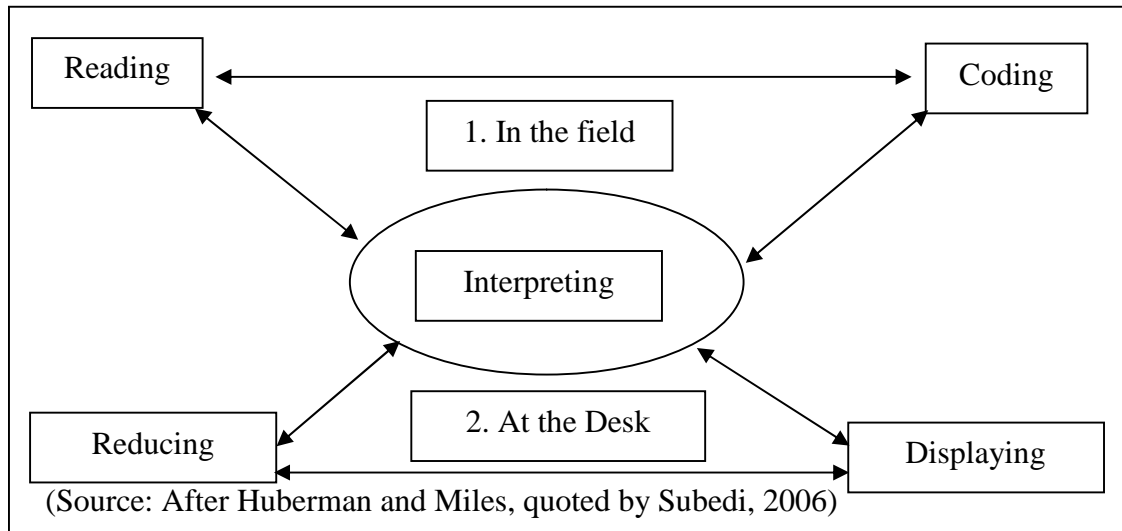 Reading
Coding
1. In the field
Interpreting
2. At the Desk
Reducing
Displaying
(Source: After Huberman and Miles, quoted by Subedi, 2006)